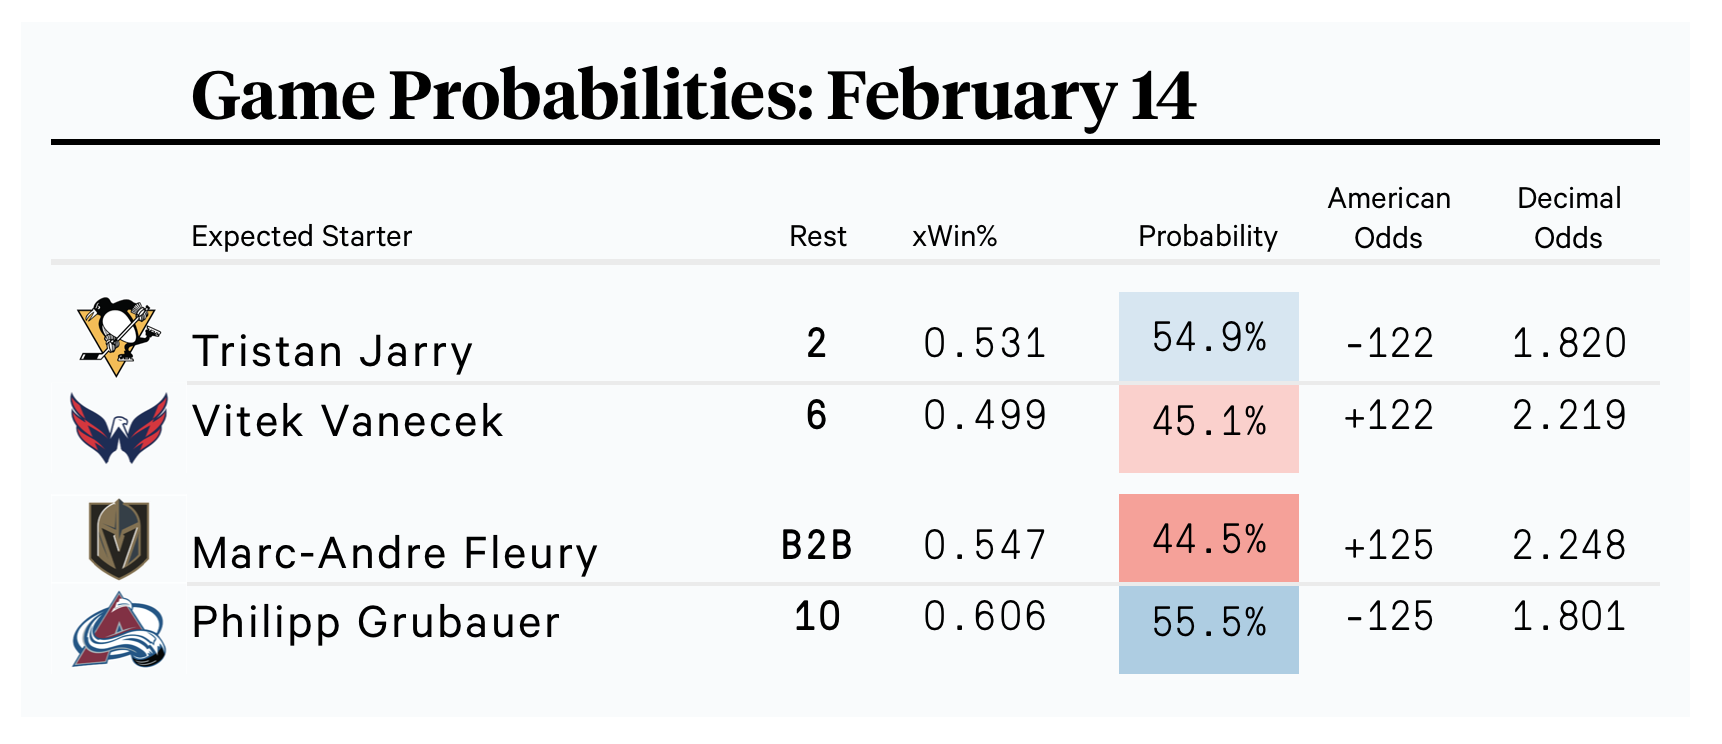 Game Probabilities: February 14
Expected Starter Rest xWin% Probability American Odds Decimal Odds
Tristan Jarry 2 0.531 54.9% -122 1.820
Vitek Vanecek 6 0.499 45.1% +122 2.219
Marc-Andre Fleury B2B 0.547 44.5% +125 2.248
Philipp Grubauer 10 0.606 55.5% -125 1.801